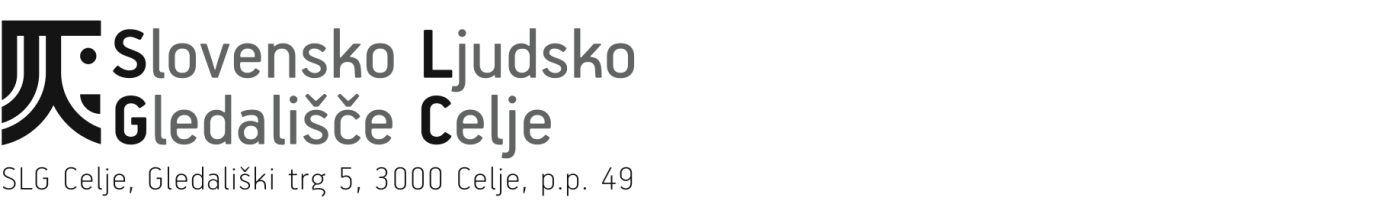 Slovensko Ljudsko
Gledališče Celje
SLG Celje, Gledališki trg 5, 3000 Celje, p.p. 49